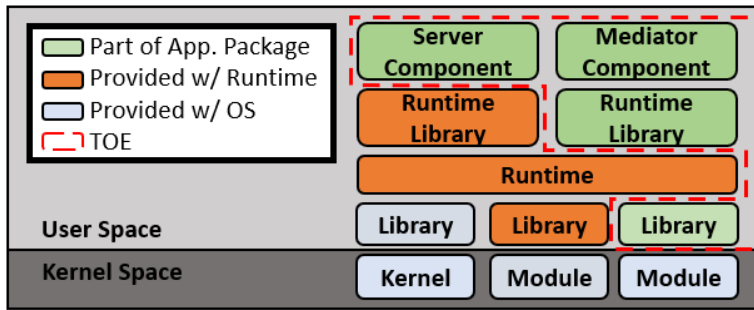 Part of App. Package
Provided w/ Runtime
Provided w/ OS
TOE
Server
Component
Mediator
Component
Runtime
Library
Runtime
Library
Runtime
User Space
Library
Library
Library
Kernel Space
Kernel
Module
Module